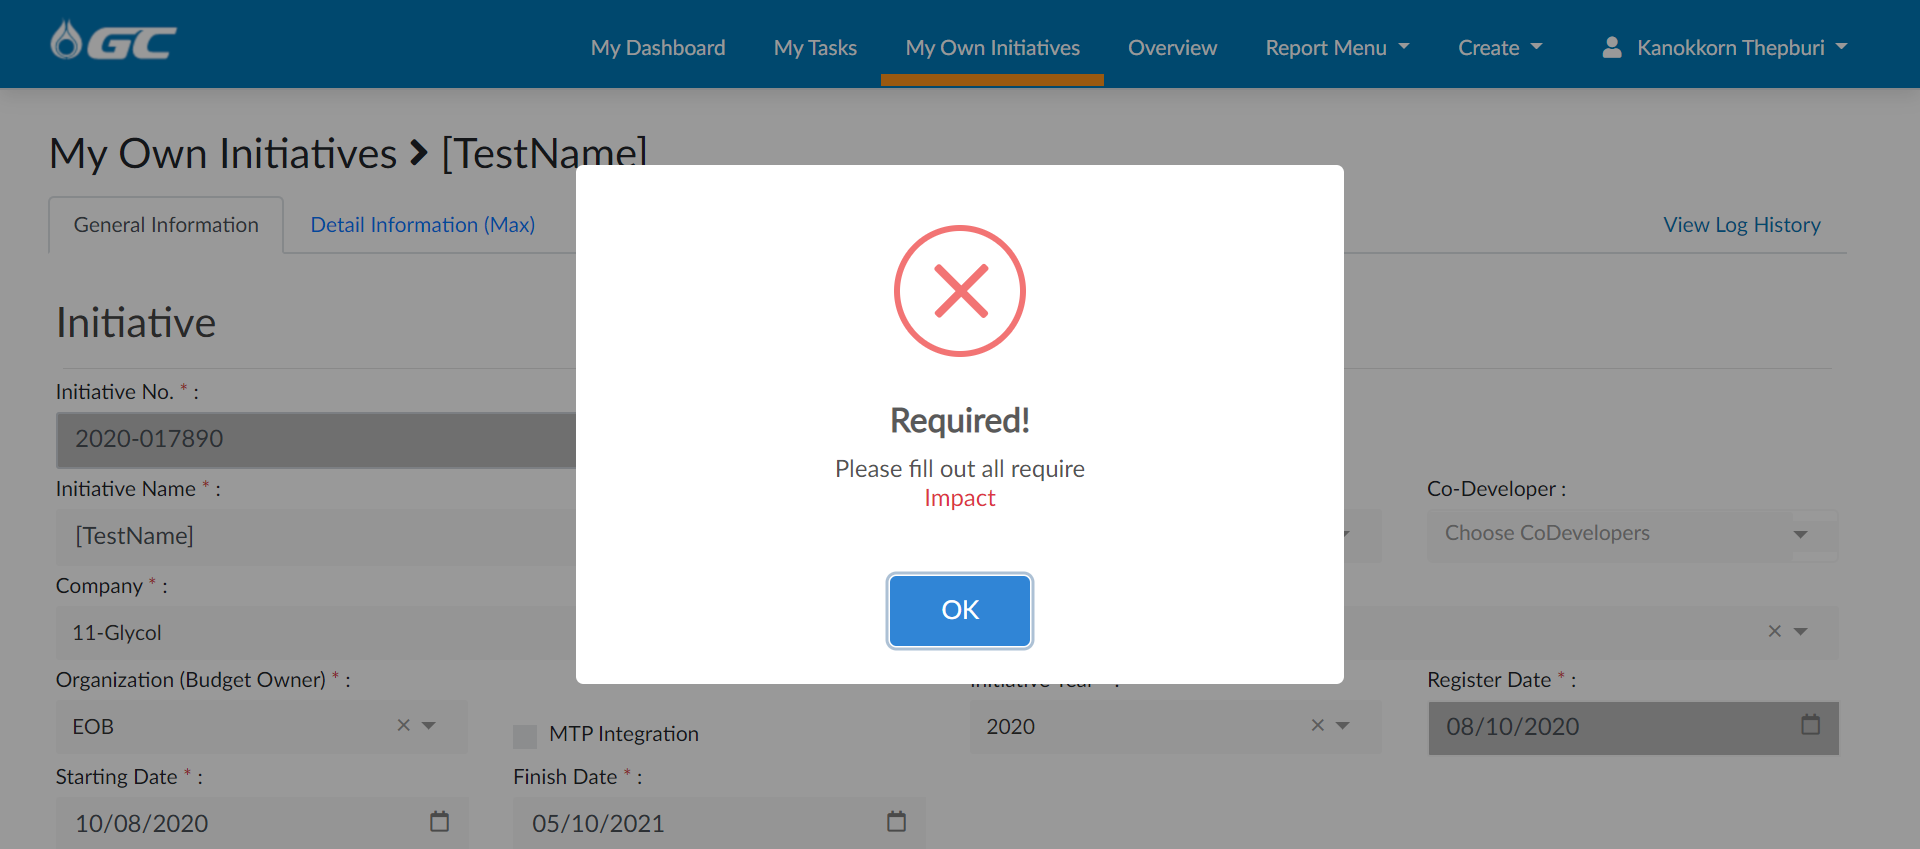 GC
My Dashboard My Tasks My Own Initiatives Overview Report Menu Create Kanokkorn Thepburi
My Own Initiatives > [TestName]
General Information Detail Information (Max) View Log History
Initiative
Initiative No. * :
2020-017890
Initiative Name * : Co-Developer :
[TestName] Choose CoDevelopers
Company * :
11-Glycol
Organization (Budget Owner) * : Register Date * :
EOB MTP Integration 2020 08/10/2020
Starting Date * : Finish Date * :
10/08/2020 05/10/2021
Required!
Please fill out all require
Impact
OK